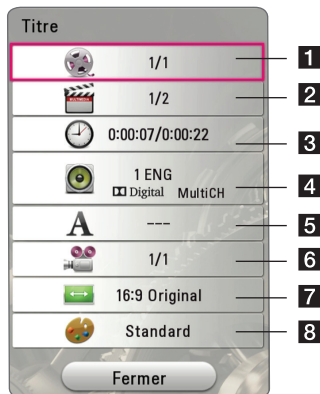 Titre
1/1 1
1/2 2
0:00:07/0:00:22 3
1 ENG
Digital MultiCH 4
--- 5
1/1 6
16:9 Original 7
Standard 8
Fermer